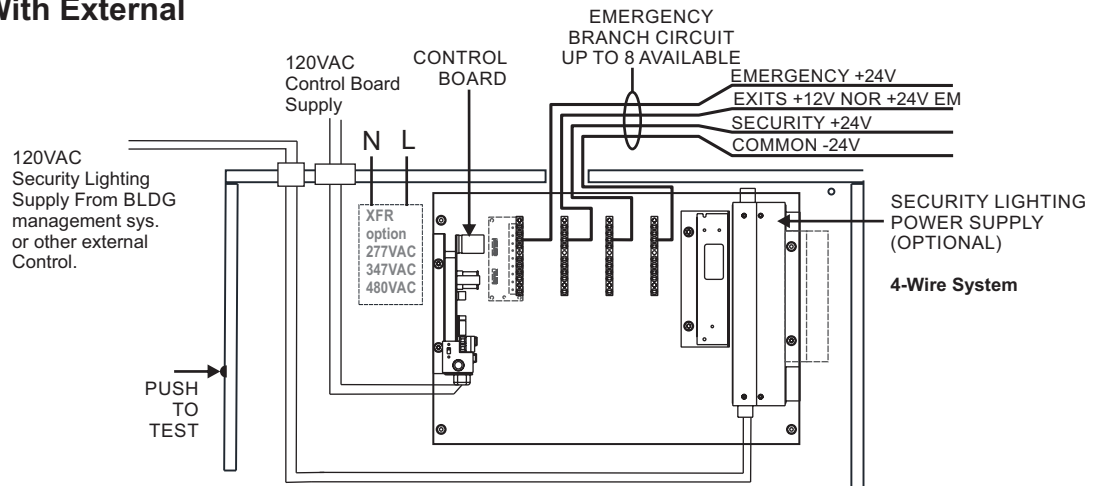 With External
EMERGENCY
BRANCH CIRCUIT
UP TO 8 AVAILABLE
120VAC
Control Board
Supply
CONTROL
BOARD
EMERGENCY +24V
EXITS +12V NOR +24V EM
SECURITY +24V
COMMON -24V
120VAC
Security Lighting
Supply From BLDG
management sys.
or other external
Control.
N L
XFR
option
277VAC
347VAC
480VAC
SECURITY LIGHTING
POWER SUPPLY
(OPTIONAL)
4-Wire System
PUSH
TO
TEST